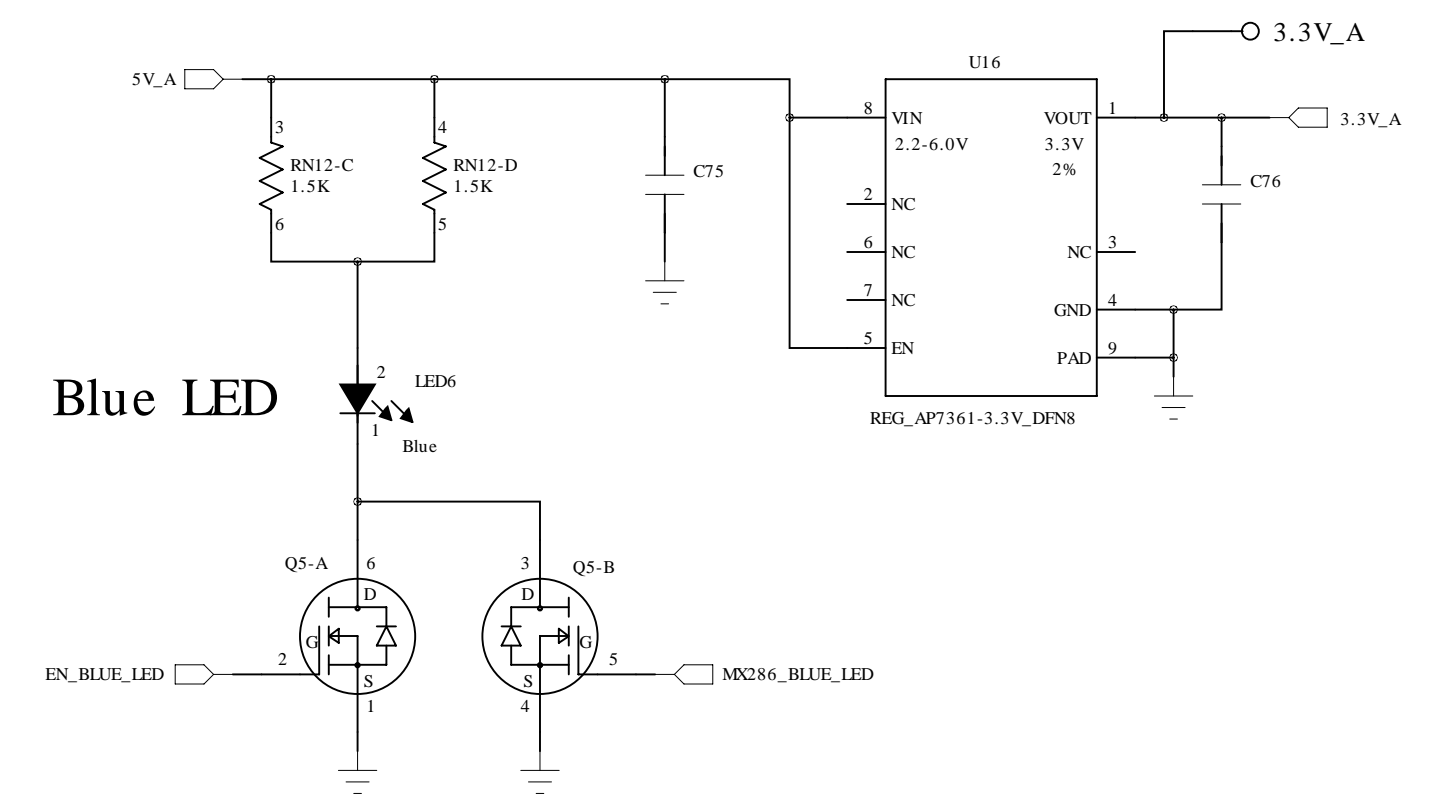 3.3V_A
U16
5V_A
8
VIN
VOUT
1
3.3V_A
2.2-6.0V
3.3V
2%
3
4
RN12-C
1.5K
RN12-D
1.5K
C75
C76
6
5
2
NC
6
NC
NC
3
7
NC
GND
4
5
EN
PAD
9
REG_AP7361-3.3V_DFN8
Blue LED
2
LED6
1
Blue
Q5-A
6
3
Q5-B
D
D
G
G
EN_BLUE_LED
2
S
1
S
4
5
MX286_BLUE_LED